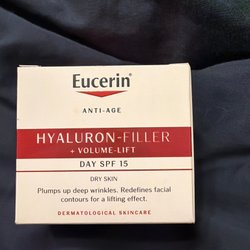 Eucerin®
ANTI-AGE
HYALURON-FILLER
+ VOLUME-LIFT
DAY SPF 15
DRY SKIN
Plumps up deep wrinkles. Redefines facial
contours for a lifting effect.
DERMATOLOGICAL SKINCARE